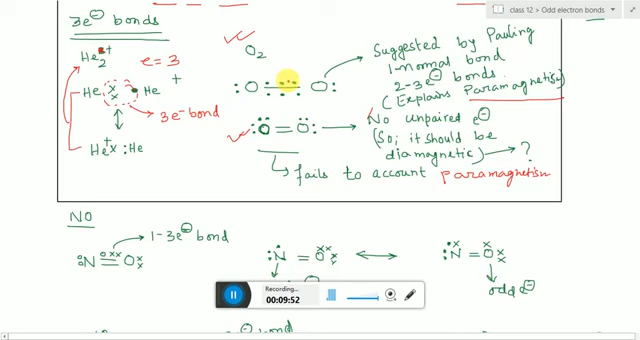 class 12 > Odd electron bonds
3e⊖ bonds
He2+
e = 3
He ×× He
+
3e⁻ bond
He+× :He
O2
:O ⸺ O:
Suggested by Pauling
1-normal bond
2-3e⊖ bonds.
(Explains Paramagnetism)
:O=O:
No unpaired e⊖
(So, it should be
diamagnetic)
?
fails to account paramagnetism
NO
:N O
1-3e⊖ bond
:N = O
:N = O
odd e⊖
Recording...
00:09:52
e⊖ bond